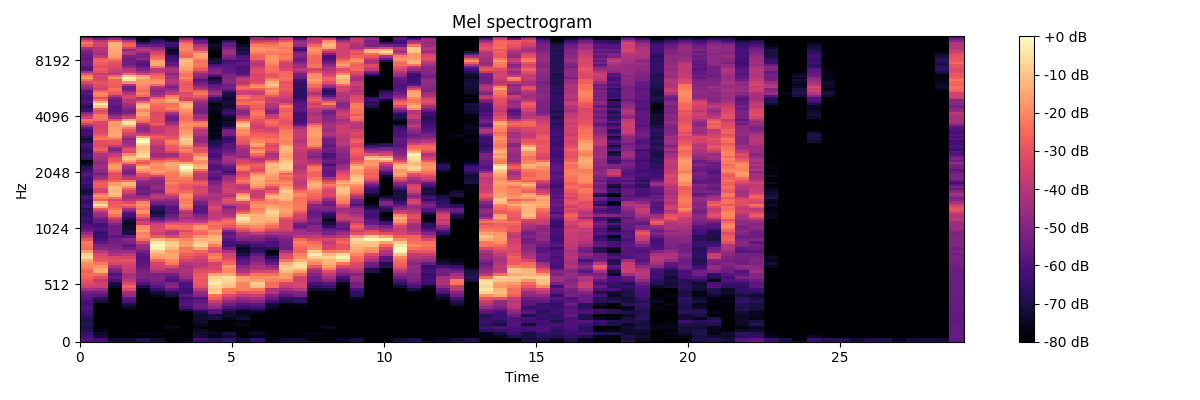 Mel spectrogram
Hz
8192
4096
2048
1024
512
0
0 5 10 15 20 25
Time
+0 dB
-10 dB
-20 dB
-30 dB
-40 dB
-50 dB
-60 dB
-70 dB
-80 dB